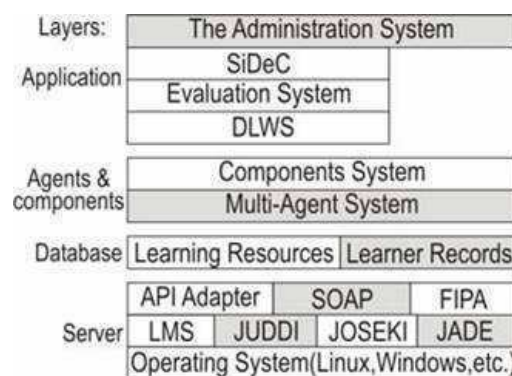 Layers: The Administration System
Application
SiDeC
Evaluation System
DLWS
Agents &
components
Components System
Multi-Agent System
Database Learning Resources Learner Records
Server
API Adapter SOAP FIPA
LMS JUDDI JOSEKI JADE
Operating System(Linux,Windows,etc.)